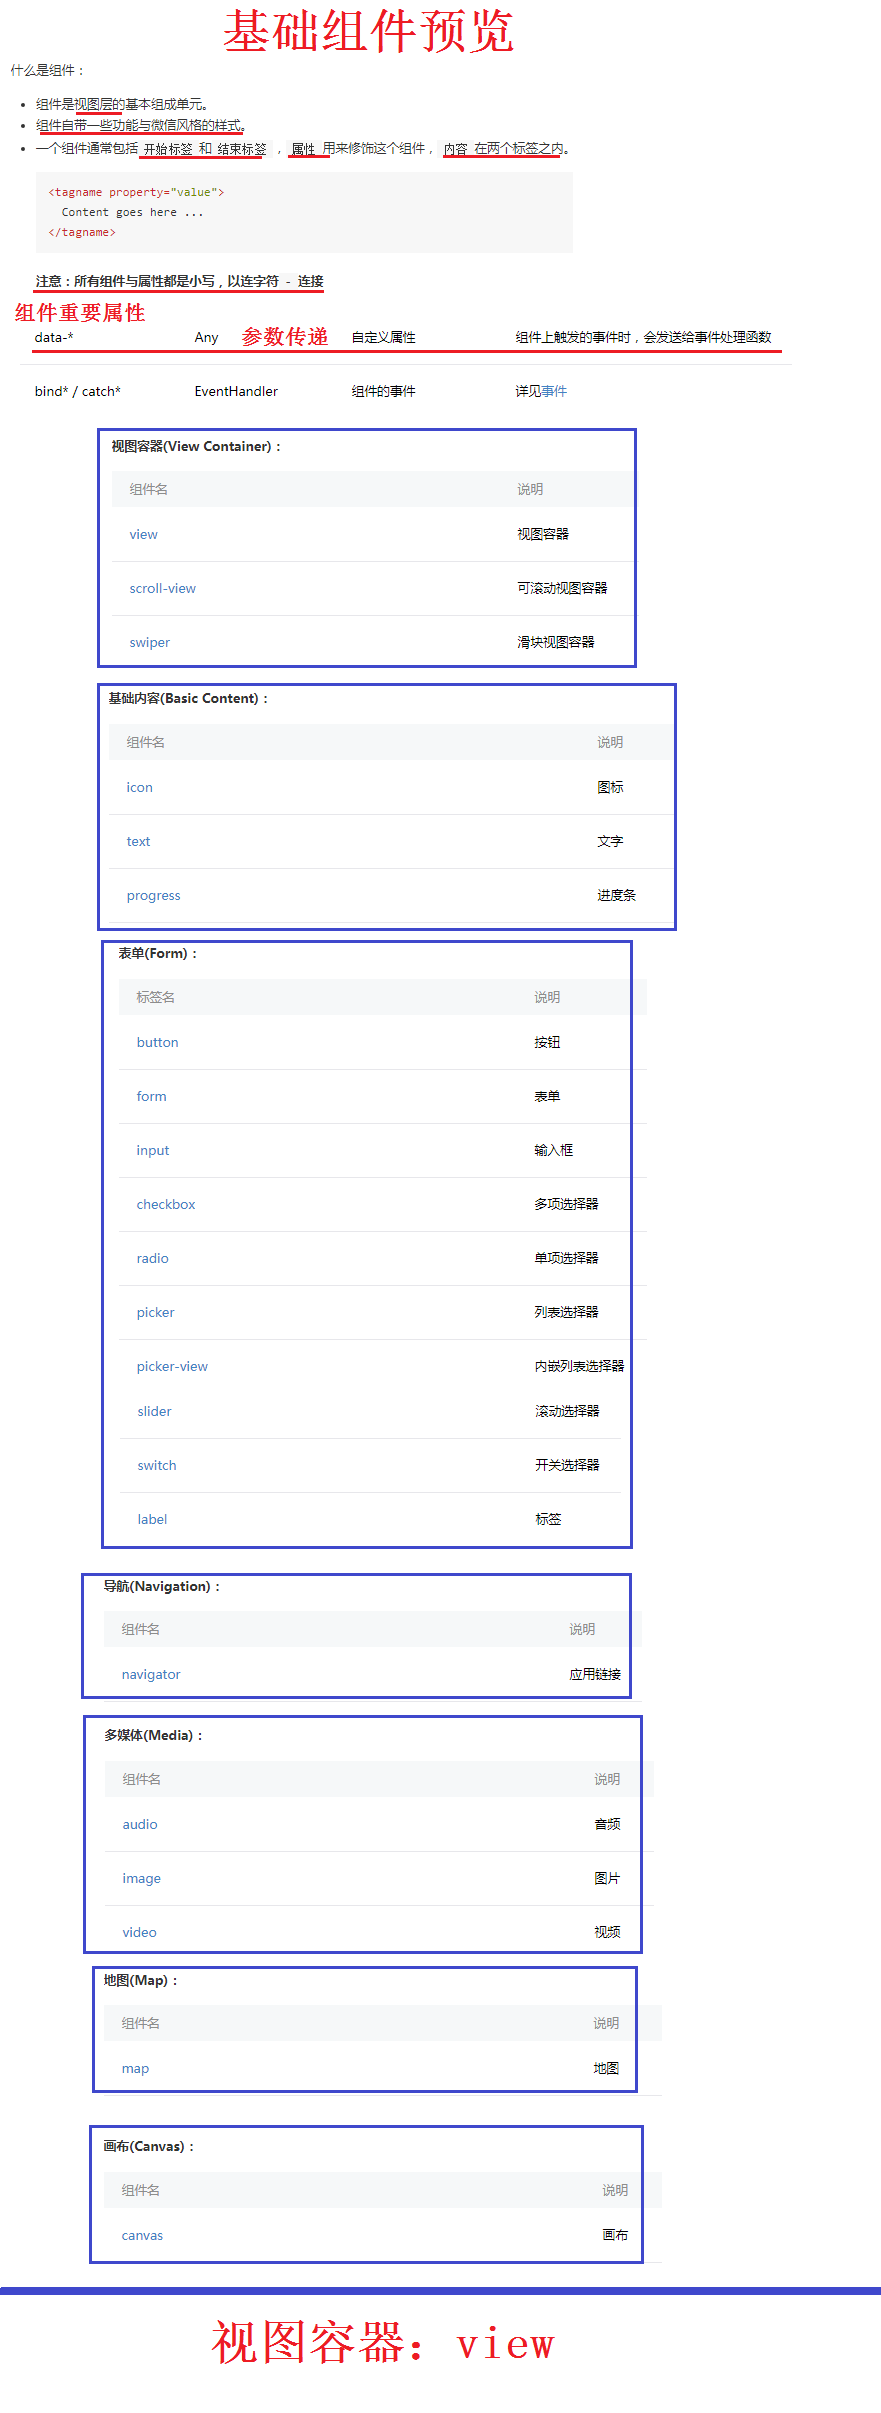 基础组件预览
什么是组件：
组件是视图层的基本组成单元。
组件自带一些功能与微信风格的样式。
一个组件通常包括 开始标签 和 结束标签 ，属性 用来修饰这个组件，内容 在两个标签之内。
<tagname property="value">
Content goes here ...
</tagname>
注意：所有组件与属性都是小写，以连字符 - 连接
组件重要属性
data-* Any 参数传递 自定义属性 组件上触发的事件时，会发送给事件处理函数
bind* / catch* EventHandler 组件的事件 详见事件
视图容器(View Container)：
组件名 说明
view 视图容器
scroll-view 可滚动视图容器
swiper 滑块视图容器
基础内容(Basic Content)：
组件名 说明
icon 图标
text 文字
progress 进度条
表单(Form)：
标签名 说明
button 按钮
form 表单
input 输入框
checkbox 多项选择器
radio 单项选择器
picker 列表选择器
picker-view 内嵌列表选择器
slider 滚动选择器
switch 开关选择器
label 标签
导航(Navigation)：
组件名 说明
navigator 应用链接
多媒体(Media)：
组件名 说明
audio 音频
image 图片
video 视频
地图(Map)：
组件名 说明
map 地图
画布(Canvas)：
组件名 说明
canvas 画布
视图容器：view